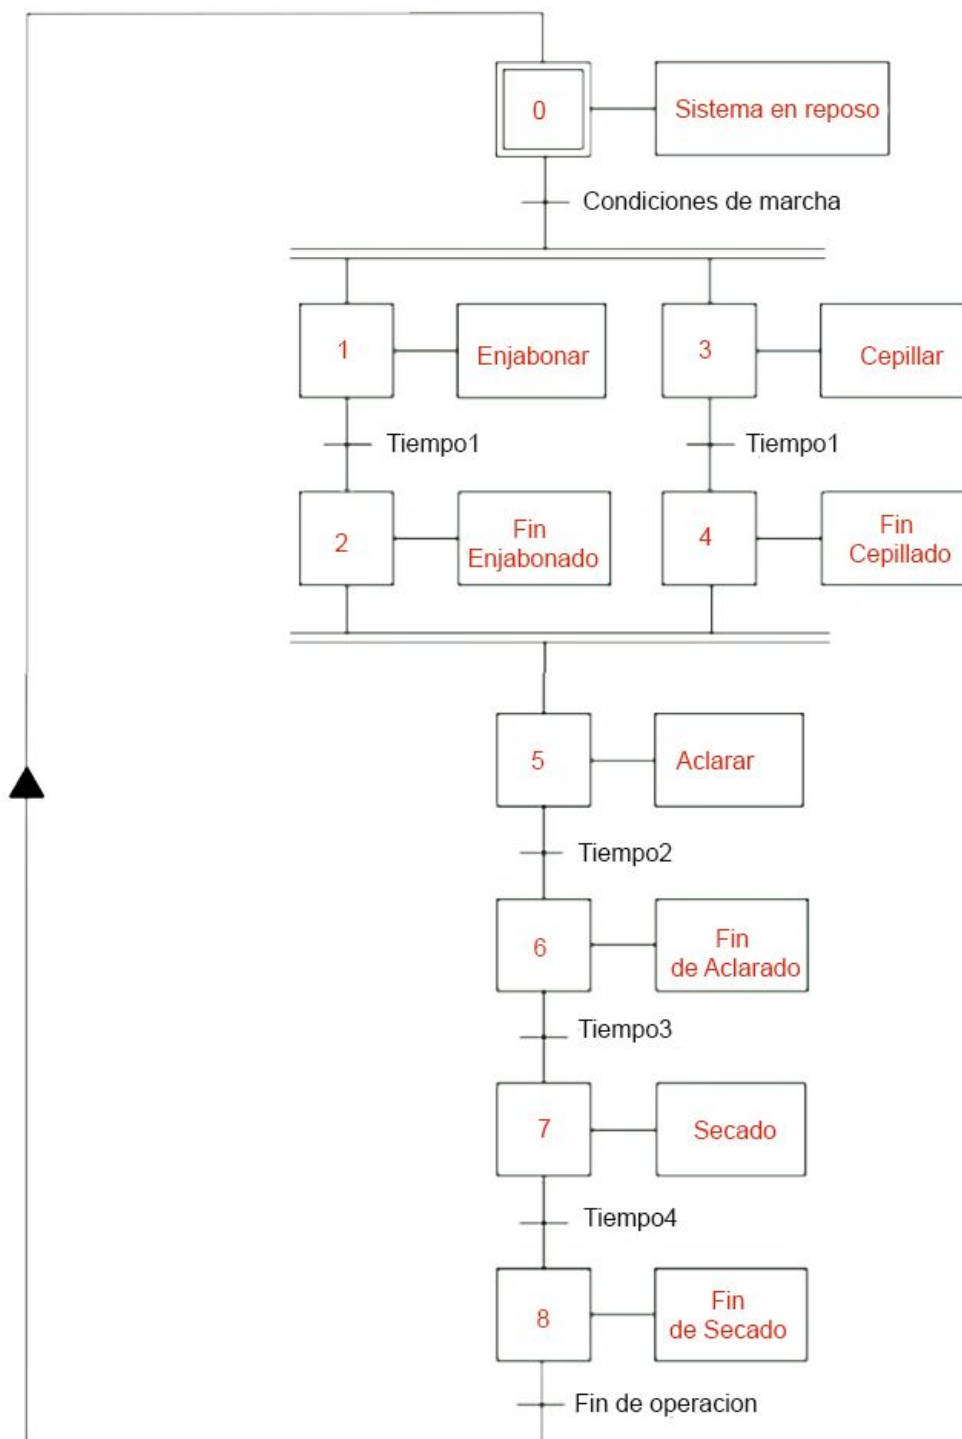 0
Sistema en reposo
Condiciones de marcha
1
Enjabonar
3
Cepillar
Tiempo1
Tiempo1
2
Fin
Enjabonado
4
Fin
Cepillado
5
Aclarar
Tiempo2
6
Fin
de Aclarado
Tiempo3
7
Secado
Tiempo4
8
Fin
de Secado
Fin de operacion